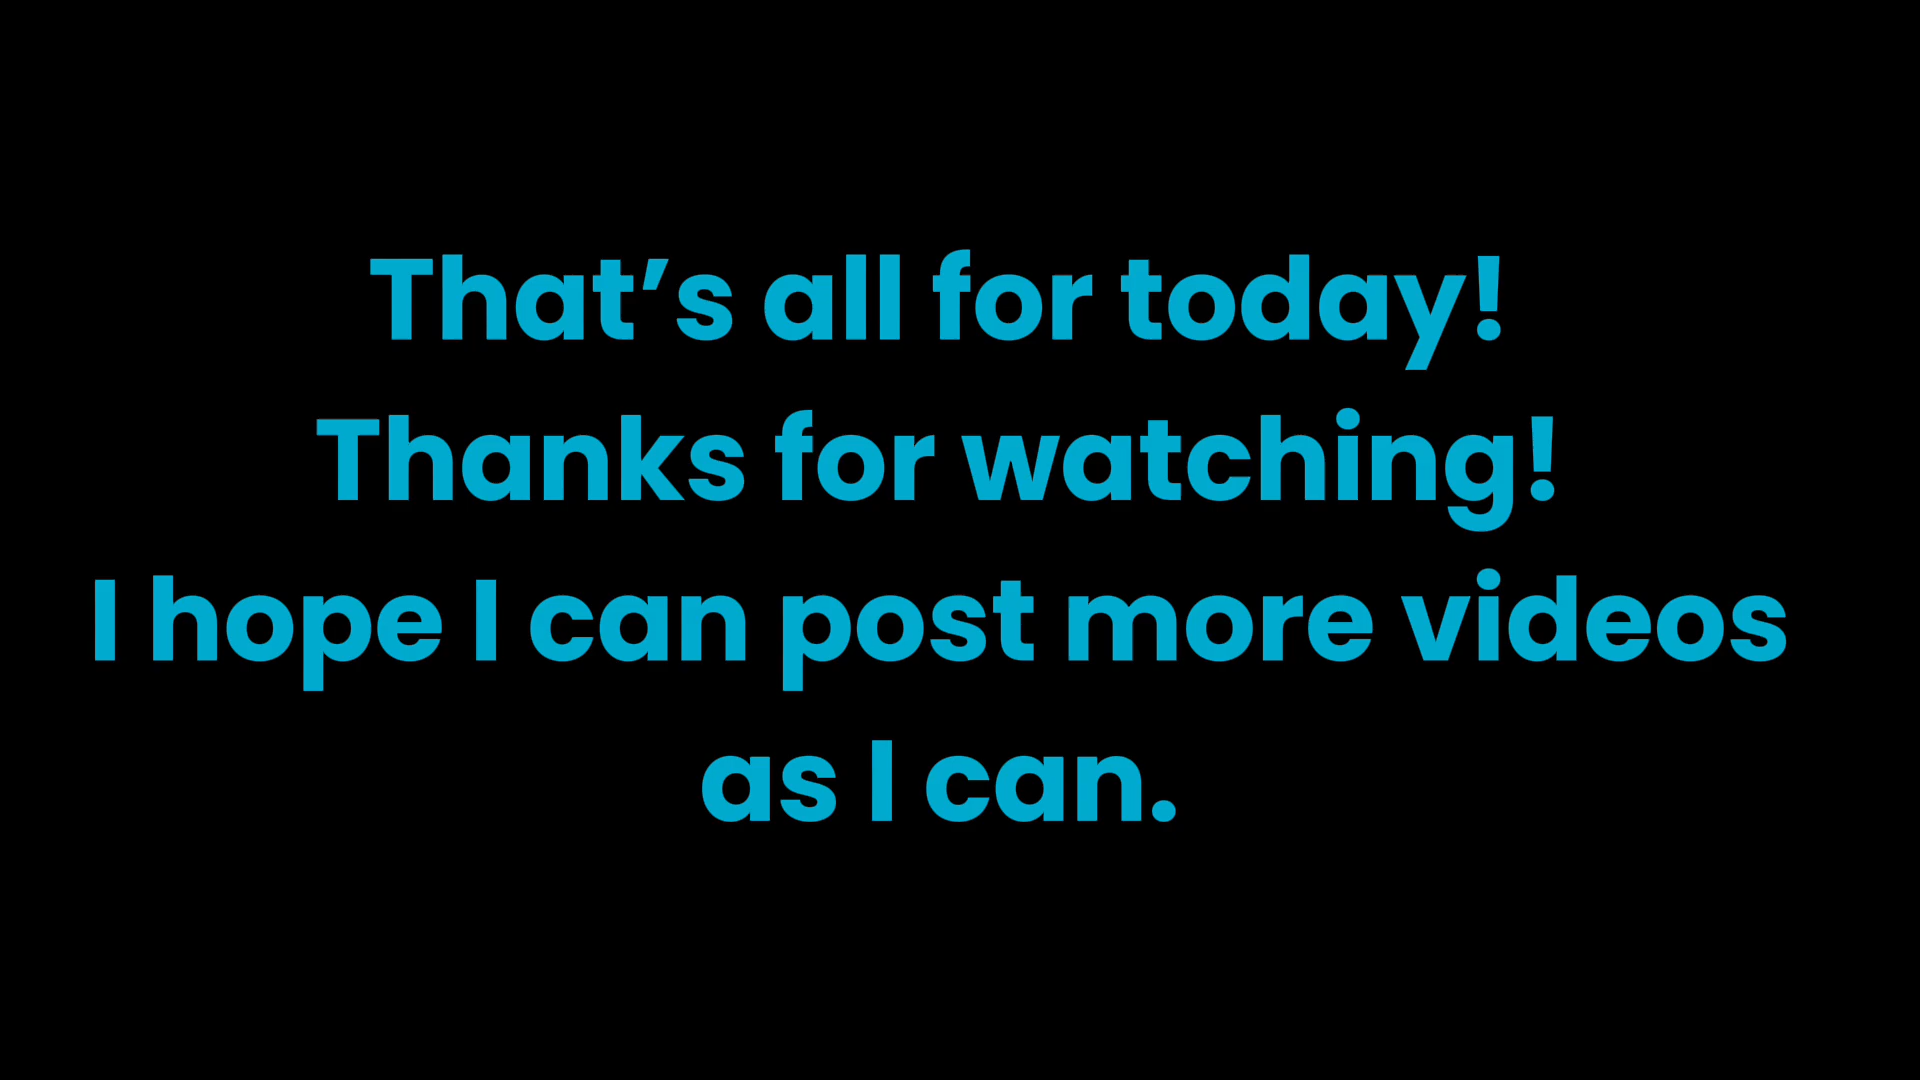 That’s all for today!
Thanks for watching!
I hope I can post more videos
as I can.